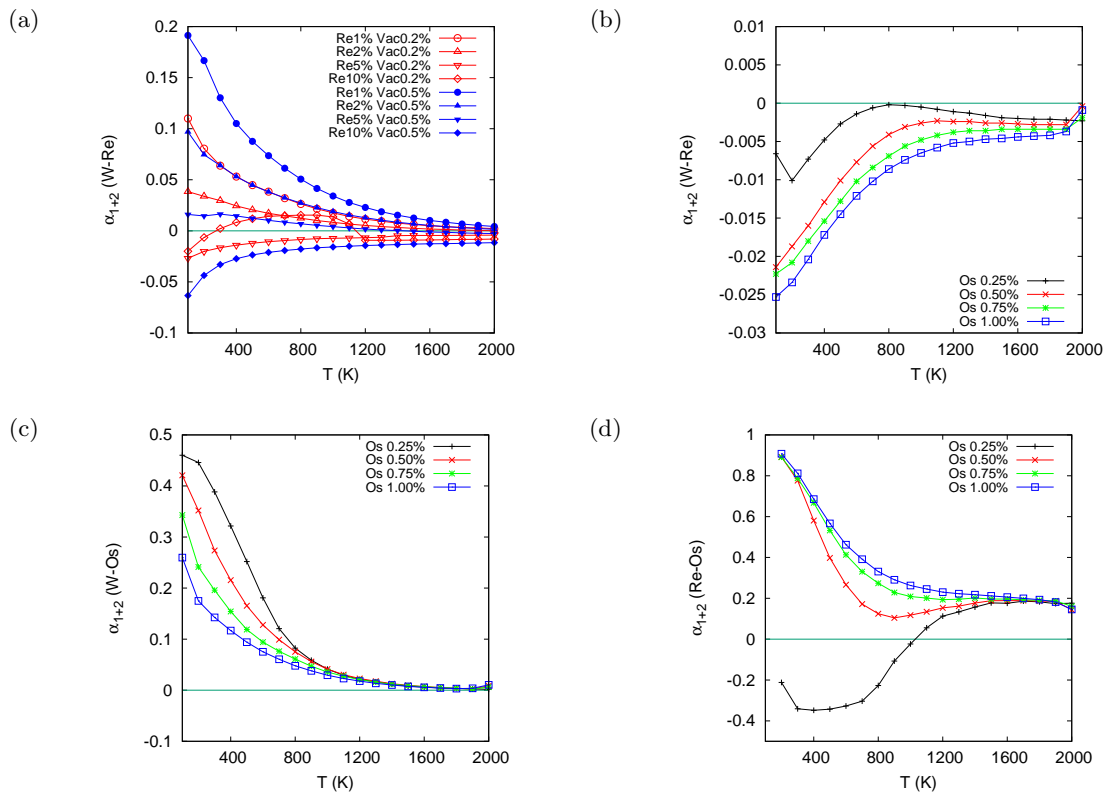 (a)
α1+2 (W-Re)
0.2
0.15
0.1
0.05
0
-0.05
-0.1
Re1% Vac0.2%
Re2% Vac0.2%
Re5% Vac0.2%
Re10% Vac0.2%
Re1% Vac0.5%
Re2% Vac0.5%
Re5% Vac0.5%
Re10% Vac0.5%
400 800 1200 1600 2000
T (K)
(b)
α1+2 (W-Re)
0.01
0.005
0
-0.005
-0.01
-0.015
-0.02
-0.025
-0.03
Os 0.25%
Os 0.50%
Os 0.75%
Os 1.00%
400 800 1200 1600 2000
T (K)
(c)
α1+2 (W-Os)
0.5
0.4
0.3
0.2
0.1
0
-0.1
Os 0.25%
Os 0.50%
Os 0.75%
Os 1.00%
400 800 1200 1600 2000
T (K)
(d)
α1+2 (Re-Os)
1
0.8
0.6
0.4
0.2
0
-0.2
-0.4
Os 0.25%
Os 0.50%
Os 0.75%
Os 1.00%
400 800 1200 1600 2000
T (K)